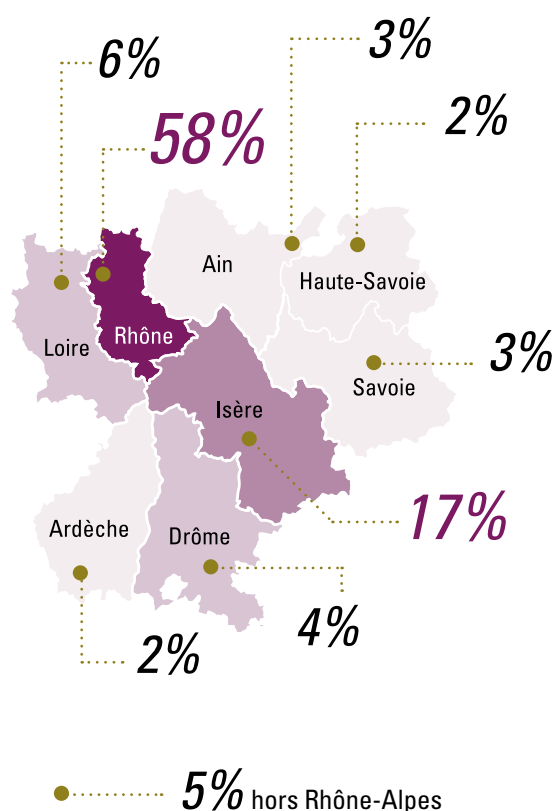 3%
6%
2%
58%
Ain
Haute-Savoie
Rhône
Loire
3%
Savoie
Isère
17%
Ardèche
Drôme
4%
2%
5% hors Rhône-Alpes